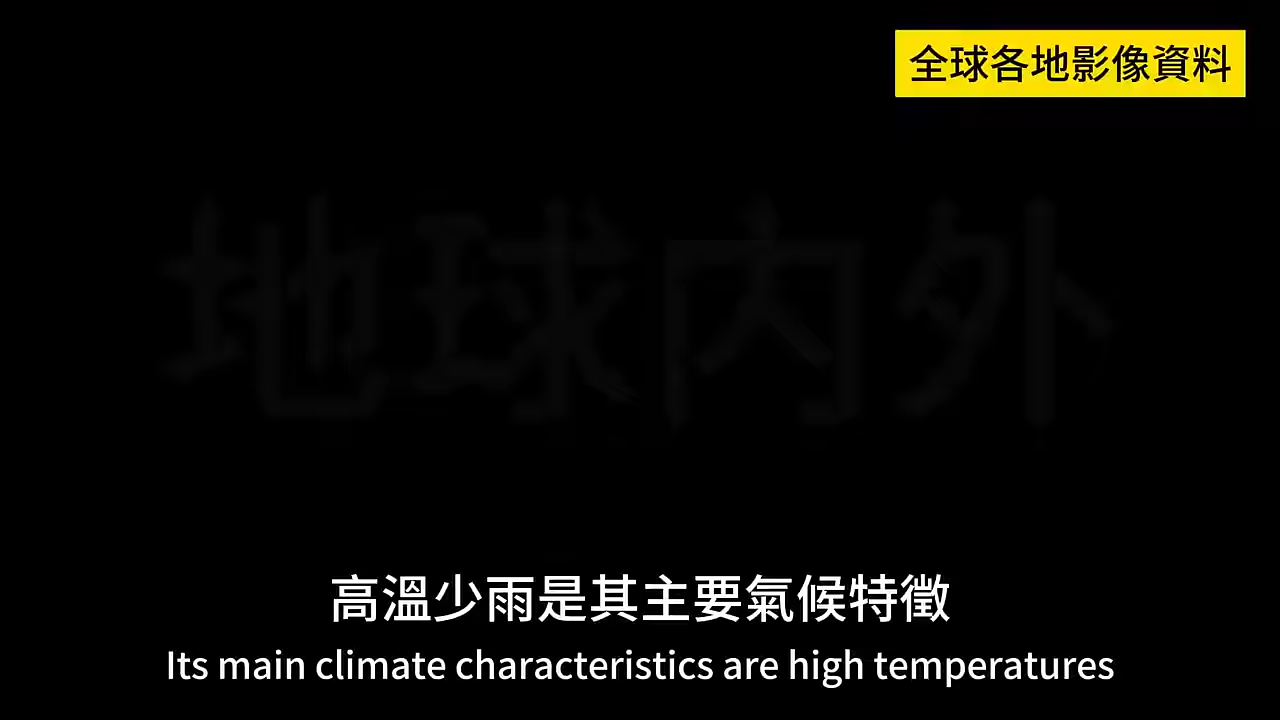 全球各地影像資料
地球內外
高溫少雨是其主要氣候特徵
Its main climate characteristics are high temperatures